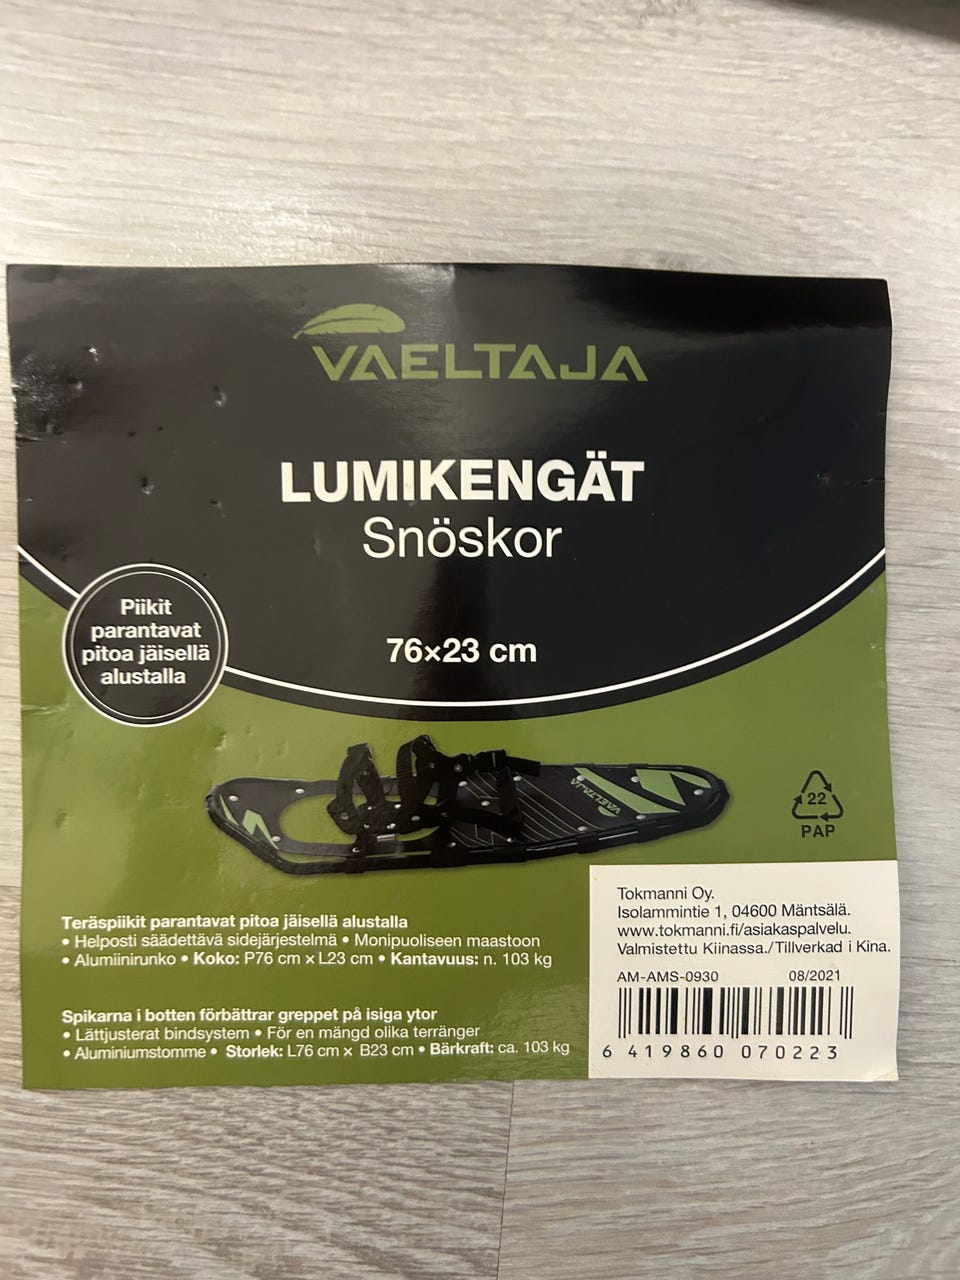 VAELTAJA
LUMIKENGÄT
Snöskor
76×23 cm
Piikit
parantavat
pitoa jäisellä
alustalla
VAELTAJA
22
PAP
Teräspiikit parantavat pitoa jäisellä alustalla
• Helposti säädettävä sidejärjestelmä • Monipuoliseen maastoon
• Alumiinirunko • Koko: P76 cm x L23 cm • Kantavuus: n. 103 kg
Spikarna i botten förbättrar greppet på isiga ytor
• Lättjusterat bindsystem • För en mängd olika terränger
• Aluminiumstomme • Storlek: L76 cm x B23 cm • Bärkraft: ca. 103 kg
Tokmanni Oy.
Isolammintie 1, 04600 Mäntsälä.
www.tokmanni.fi/asiakaspalvelu.
Valmistettu Kiinassa./Tillverkad i Kina.
AM-AMS-0930 08/2021
6 419860 070223